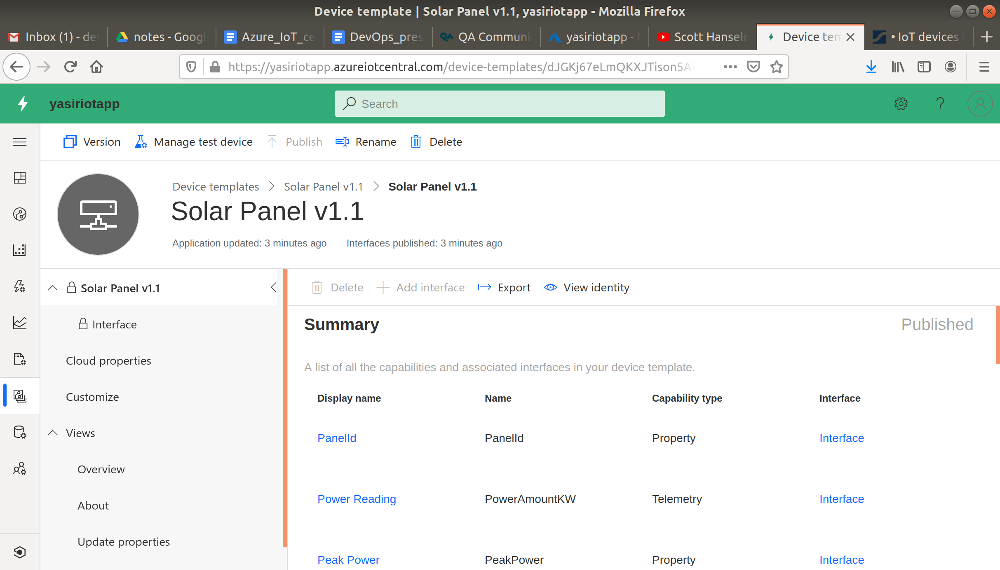 Device template | Solar Panel v1.1, yasiriotapp - Mozilla Firefox
Inbox (1) - dev
notes - Googl
Azure_IoT_ce
DevOps_pres
QA Communi
yasiriotapp -
Scott Hanseln
Device tem
• IoT devices i
https://yasiriotapp.azureiotcentral.com/device-templates/dJGKj67eLmQKXJTison5A
yasiriotapp
Search
Version
Manage test device
Publish
Rename
Delete
Device templates > Solar Panel v1.1 > Solar Panel v1.1
Solar Panel v1.1
Application updated: 3 minutes ago
Interfaces published: 3 minutes ago
Solar Panel v1.1
Interface
Cloud properties
Customize
Views
Overview
About
Update properties
Delete
Add interface
Export
View identity
Summary
Published
A list of all the capabilities and associated interfaces in your device template.
Display name Name Capability type Interface
PanelId PanelId Property Interface
Power Reading PowerAmountKW Telemetry Interface
Peak Power PeakPower Property Interface